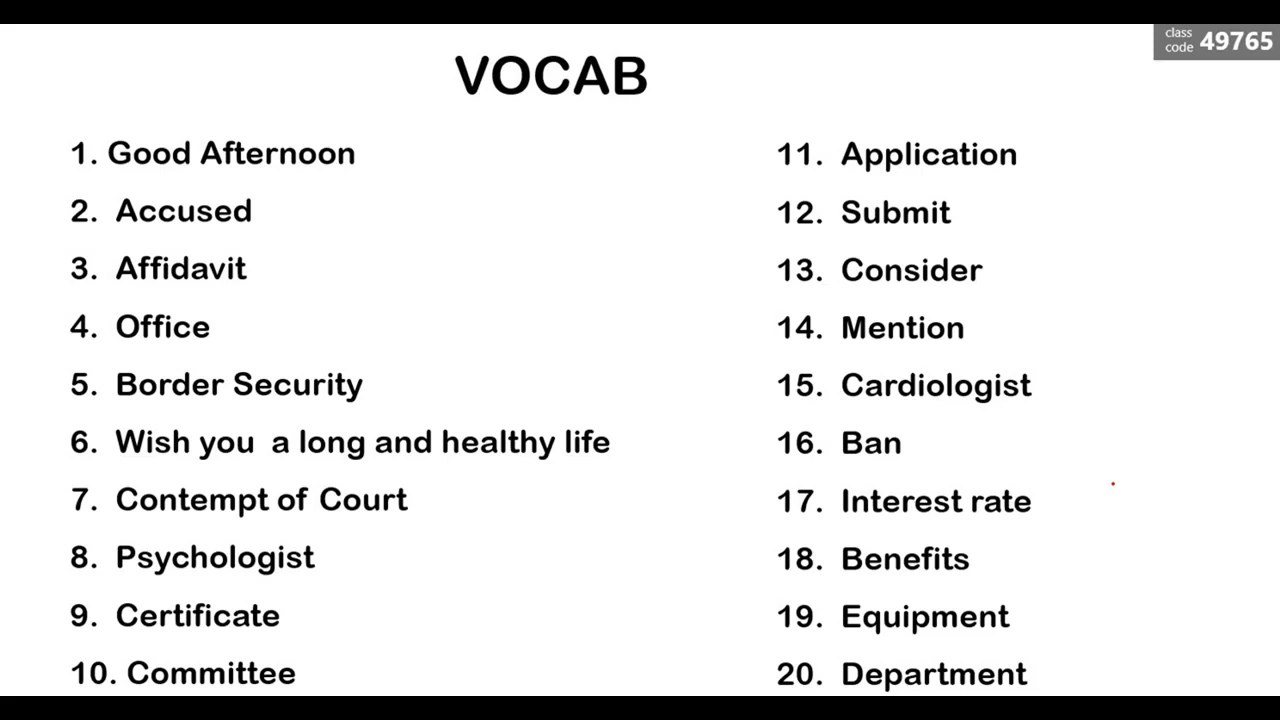 class
code 49765
VOCAB
1. Good Afternoon
2. Accused
3. Affidavit
4. Office
5. Border Security
6. Wish you a long and healthy life
7. Contempt of Court
8. Psychologist
9. Certificate
10. Committee
11. Application
12. Submit
13. Consider
14. Mention
15. Cardiologist
16. Ban
17. Interest rate
18. Benefits
19. Equipment
20. Department